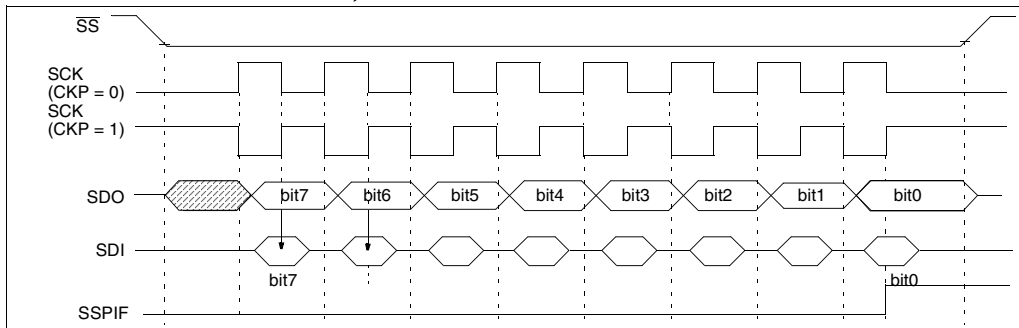 SS
SCK
(CKP = 0)
SCK
(CKP = 1)
SDO bit7 bit6 bit5 bit4 bit3 bit2 bit1 bit0
SDI
bit7 bit0
SSPIF